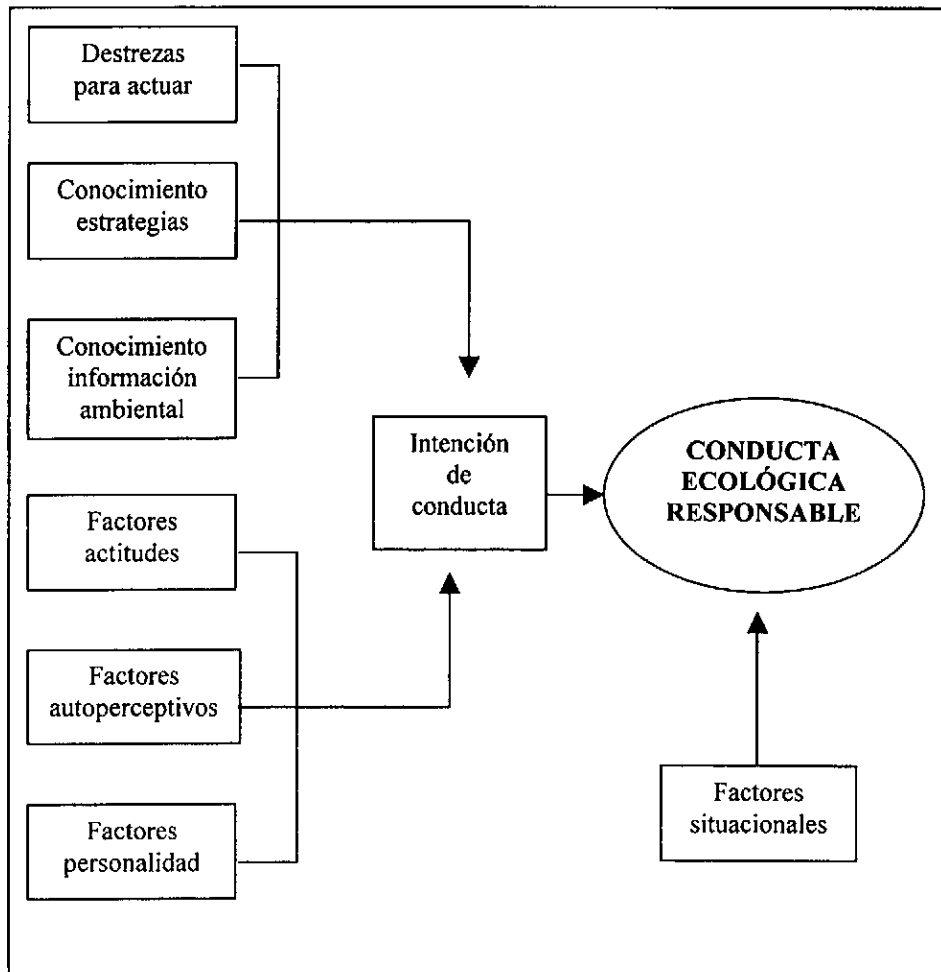 Destrezas
para actuar
Conocimiento
estrategias
Conocimiento
información
ambiental
Factores
actitudes
Factores
autoperceptivos
Factores
personalidad
Intención
de
conducta
CONDUCTA
ECOLÓGICA
RESPONSABLE
Factores
situacionales